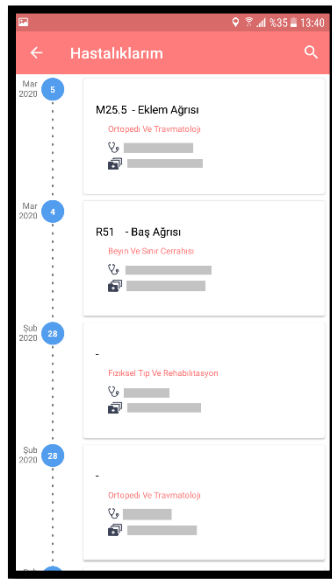 %35 13:40
Hastalıklarım
Mar
2020
5
M25.5 - Eklem Ağrısı
Ortopedi Ve Travmatoloji
Mar
2020
4
R51 - Baş Ağrısı
Beyin Ve Sinir Cerrahisi
Şub
2020
28
-
Fiziksel Tıp Ve Rehabilitasyon
Şub
2020
28
-
Ortopedi Ve Travmatoloji